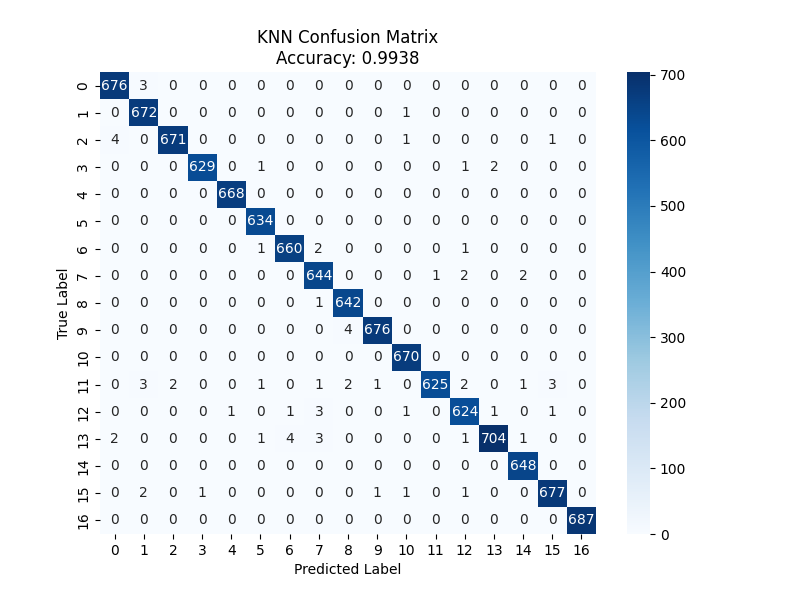 KNN Confusion Matrix
Accuracy: 0.9938
0 676 3 0 0 0 0 0 0 0 0 0 0 0 0 0 0 0
1 0 672 0 0 0 0 0 0 0 0 1 0 0 0 0 0 0
2 4 0 671 0 0 0 0 0 0 0 1 0 0 0 0 1 0
3 0 0 0 629 0 1 0 0 0 0 0 0 1 2 0 0 0
4 0 0 0 0 668 0 0 0 0 0 0 0 0 0 0 0 0
5 0 0 0 0 0 634 0 0 0 0 0 0 0 0 0 0 0
6 0 0 0 0 0 1 660 2 0 0 0 0 1 0 0 0 0
7 0 0 0 0 0 0 0 644 0 0 0 1 2 0 2 0 0
8 0 0 0 0 0 0 0 1 642 0 0 0 0 0 0 0 0
9 0 0 0 0 0 0 0 0 4 676 0 0 0 0 0 0 0
10 0 0 0 0 0 0 0 0 0 0 670 0 0 0 0 0 0
11 0 3 2 0 0 1 0 1 2 1 0 625 2 0 1 3 0
12 0 0 0 0 1 0 1 3 0 0 1 0 624 1 0 1 0
13 2 0 0 0 0 1 4 3 0 0 0 0 1 704 1 0 0
14 0 0 0 0 0 0 0 0 0 0 0 0 0 0 648 0 0
15 0 2 0 1 0 0 0 0 0 1 1 0 1 0 0 677 0
16 0 0 0 0 0 0 0 0 0 0 0 0 0 0 0 0 687
0 1 2 3 4 5 6 7 8 9 10 11 12 13 14 15 16
Predicted Label
True Label
700
600
500
400
300
200
100
0